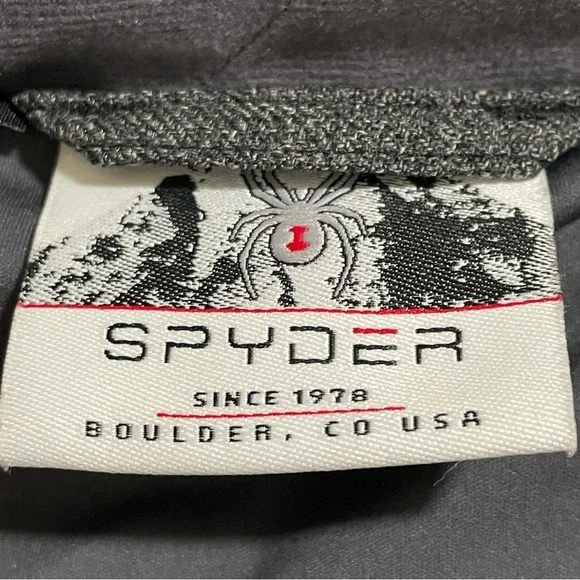 SPYDER
SINCE 1978
BOULDER, CO USA